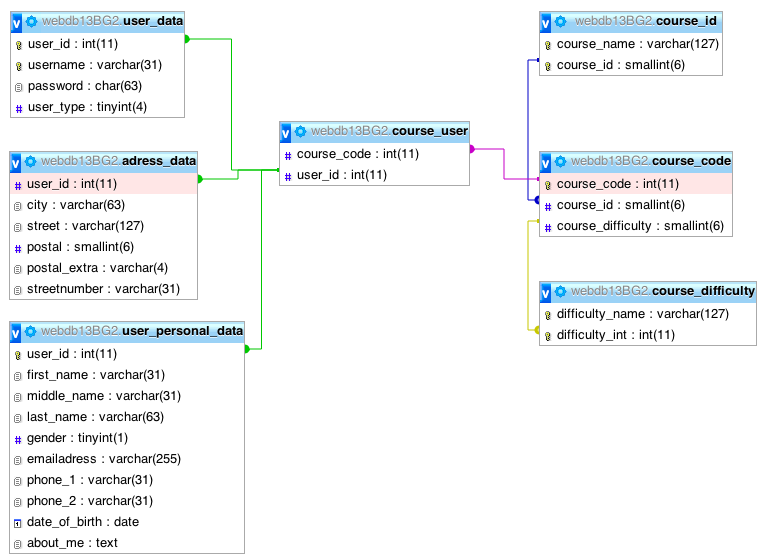 v webdb13BG2.user_data
user_id : int(11)
username : varchar(31)
password : char(63)
# user_type : tinyint(4)
v webdb13BG2.adress_data
# user_id : int(11)
city : varchar(63)
street : varchar(127)
# postal : smallint(6)
postal_extra : varchar(4)
streetnumber : varchar(31)
v webdb13BG2.user_personal_data
user_id : int(11)
first_name : varchar(31)
middle_name : varchar(31)
last_name : varchar(63)
# gender : tinyint(1)
emailadress : varchar(255)
phone_1 : varchar(31)
phone_2 : varchar(31)
date_of_birth : date
about_me : text
v webdb13BG2.course_user
# course_code : int(11)
# user_id : int(11)
v webdb13BG2.course_id
course_name : varchar(127)
course_id : smallint(6)
v webdb13BG2.course_code
course_code : int(11)
# course_id : smallint(6)
# course_difficulty : smallint(6)
v webdb13BG2.course_difficulty
difficulty_name : varchar(127)
difficulty_int : int(11)